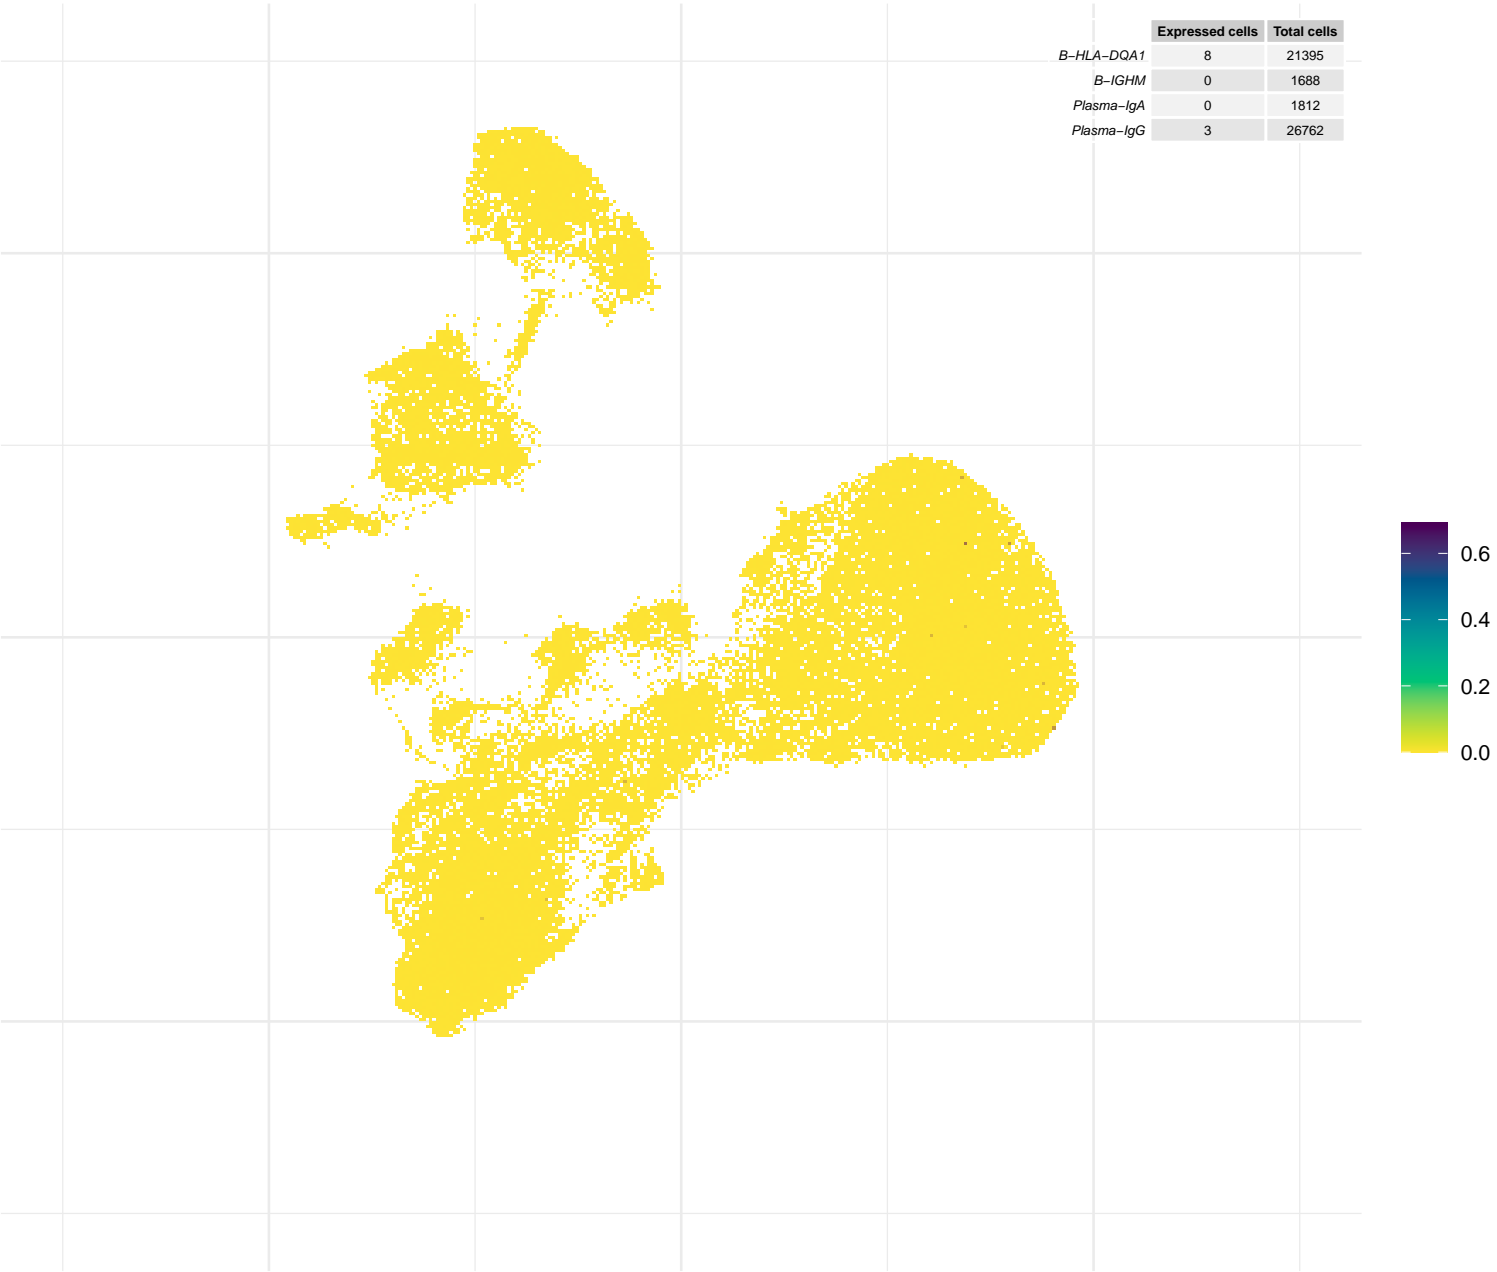 Expressed cells Total cells
B−HLA−DQA1 8 21395
B−IGHM 0 1688
Plasma−IgA 0 1812
Plasma−IgG 3 26762
0.6
0.4
0.2
0.0